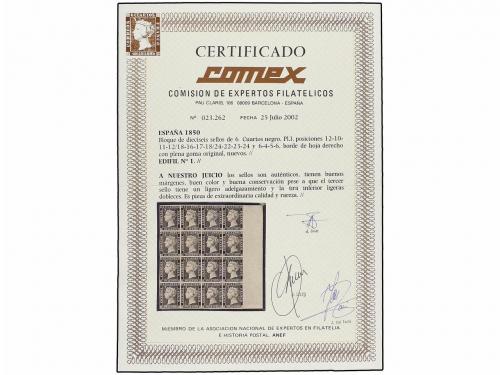 CERTIFICADO
comex
COMISION DE EXPERTOS FILATELICOS
PAU CLARIS, 106 08009 BARCELONA - ESPAÑA
Nº 023.262 FECHA 25 Julio 2002
ESPAÑA 1850
Bloque de dieciseis sellos de 6 Cuartos negro, Pl.I, posiciones 12-10-
11-12/18-16-17-18/24-22-23-24 y 6-4-5-6, borde de hoja derecho
con plena goma original, nuevos. //
EDIFIL Nº 1. //
A NUESTRO JUICIO los sellos son auténticos, tienen buenos
márgenes, buen color y buena conservación pese a que el tercer
sello tiene un ligero adelgazamiento y la tira inferior ligeras
dobleces. Es pieza de extraordinaria calidad y rareza. //
MIEMBRO DE LA ASOCIACION NACIONAL DE EXPERTOS EN FILATELIA
E HISTORIA POSTAL. ANEF